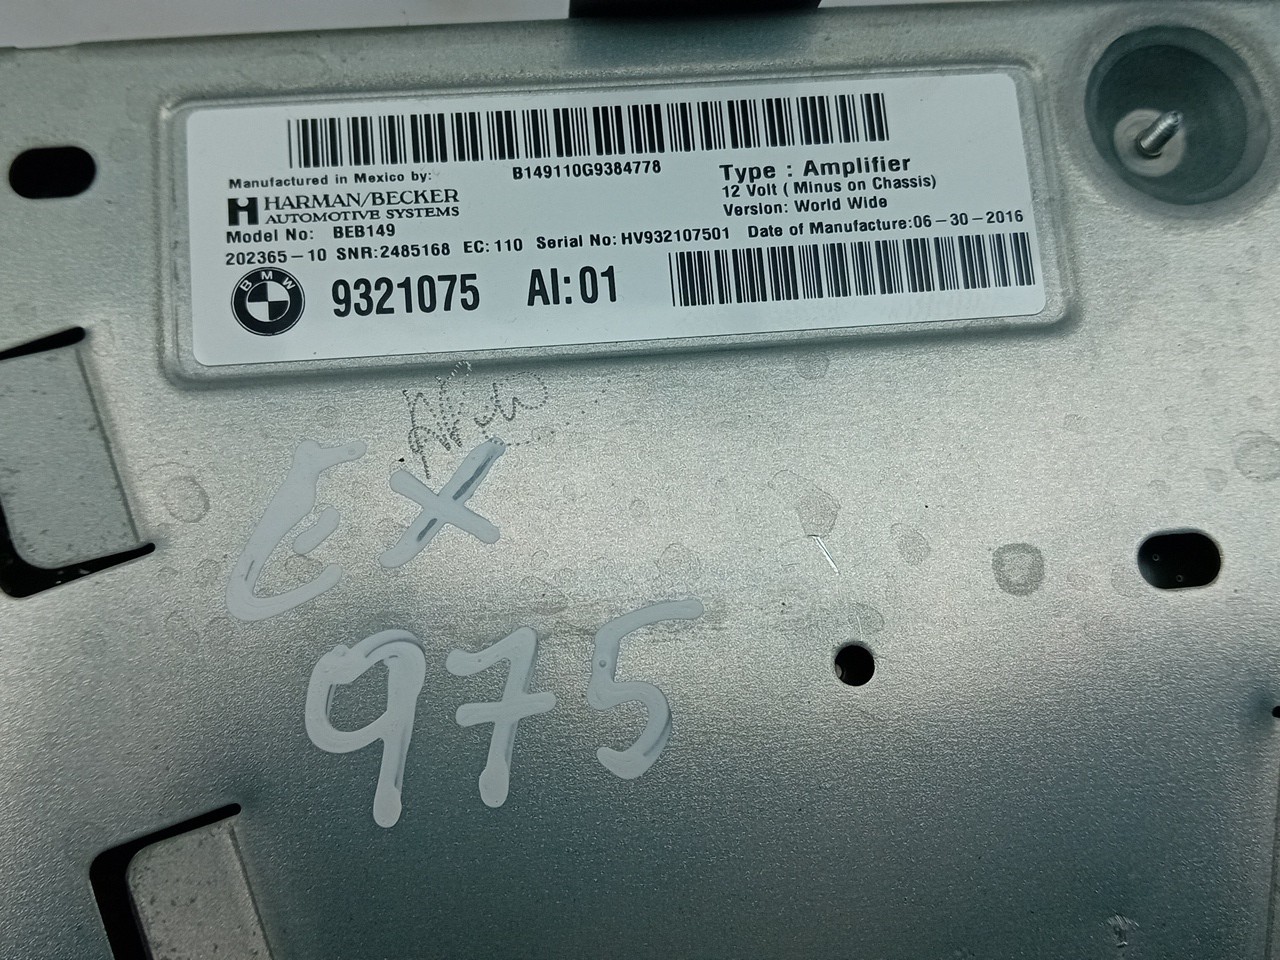 B149110G9384778
Manufactured in Mexico by:
HARMAN/BECKER
AUTOMOTIVE SYSTEMS
Type : Amplifier
12 Volt ( Minus on Chassis)
Version: World Wide
Model No: BEB149
202365-10 SNR:2485168 EC: 110 Serial No: HV932107501 Date of Manufacture:06-30-2016
BMW
9321075 AI: 01
EX
975